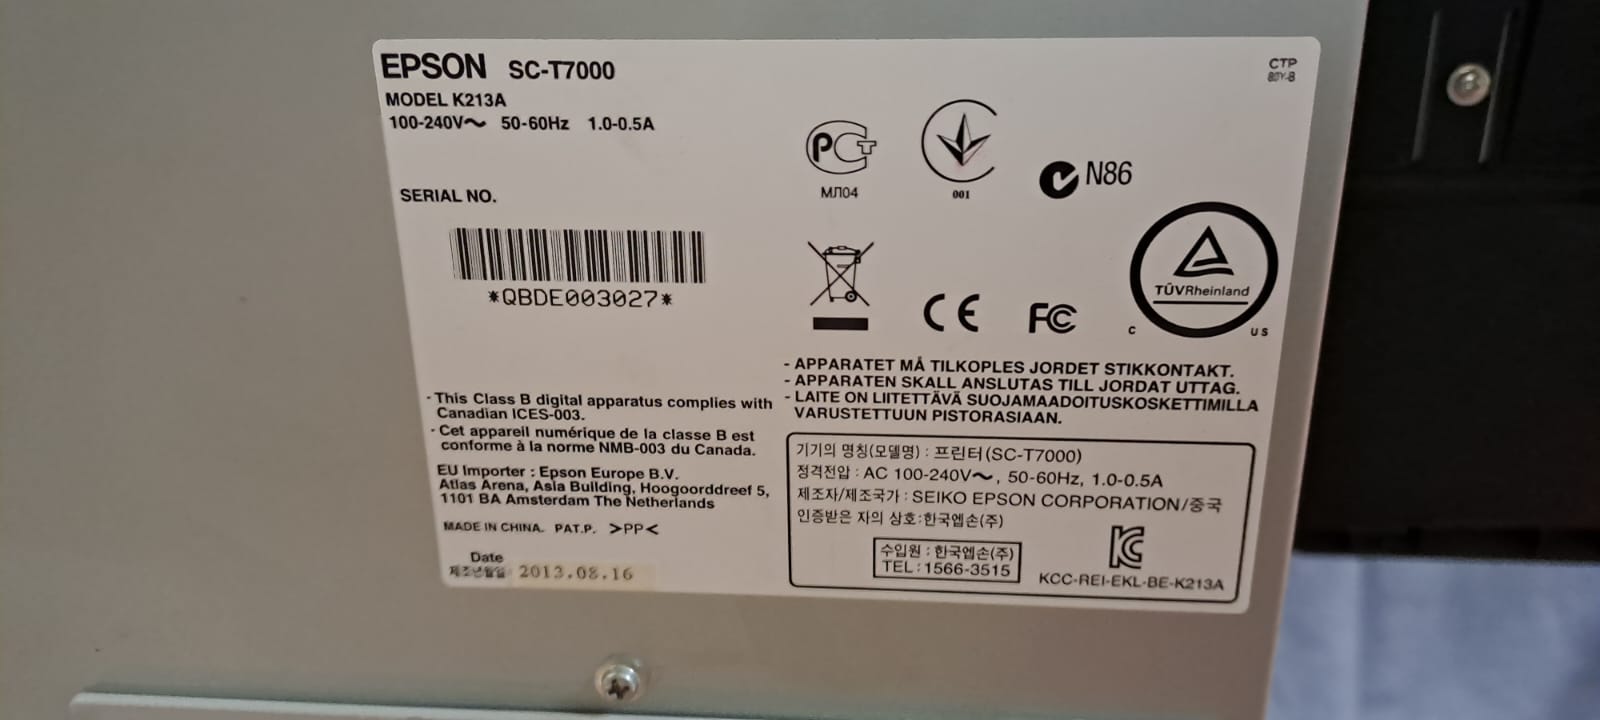 EPSON SC-T7000
MODEL K213A
100-240V～ 50-60Hz 1.0-0.5A
SERIAL NO.
*QBDE003027*
- This Class B digital apparatus complies with
Canadian ICES-003.
- Cet appareil numérique de la classe B est
conforme à la norme NMB-003 du Canada.
EU Importer : Epson Europe B.V.
Atlas Arena, Asia Building, Hoogoorddreef 5,
1101 BA Amsterdam The Netherlands
MADE IN CHINA. PAT.P. >PP<
Date
제조년월일 2013.08.16
CTP
PCT
МЛ04
001
N86
CE
FC
TÜVRheinland
C US
- APPARATET MÅ TILKOPLES JORDET STIKKONTAKT.
- APPARATEN SKALL ANSLUTAS TILL JORDAT UTTAG.
- LAITE ON LIITETTÄVÄ SUOJAMAADOITUSKOSKETTIMILLA
VARUSTETTUUN PISTORASIAAN.
기기의 명칭(모델명) : 프린터(SC-T7000)
정격전압 : AC 100-240V～, 50-60Hz, 1.0-0.5A
제조자/제조국가 : SEIKO EPSON CORPORATION/중국
인증받은 자의 상호:한국엡손(주)
수입원 : 한국엡손(주)
TEL : 1566-3515
KCC-REI-EKL-BE-K213A